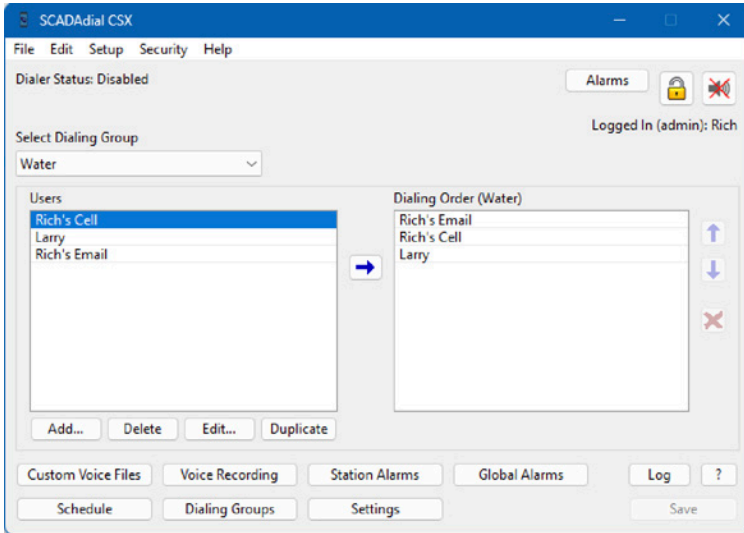 SCADAdial CSX
File Edit Setup Security Help
Dialer Status: Disabled
Alarms
Logged In (admin): Rich
Select Dialing Group
Water
Users
Rich's Cell
Larry
Rich's Email
Add... Delete Edit... Duplicate
Dialing Order (Water)
Rich's Email
Rich's Cell
Larry
Custom Voice Files Voice Recording Station Alarms Global Alarms Log ?
Schedule Dialing Groups Settings Save